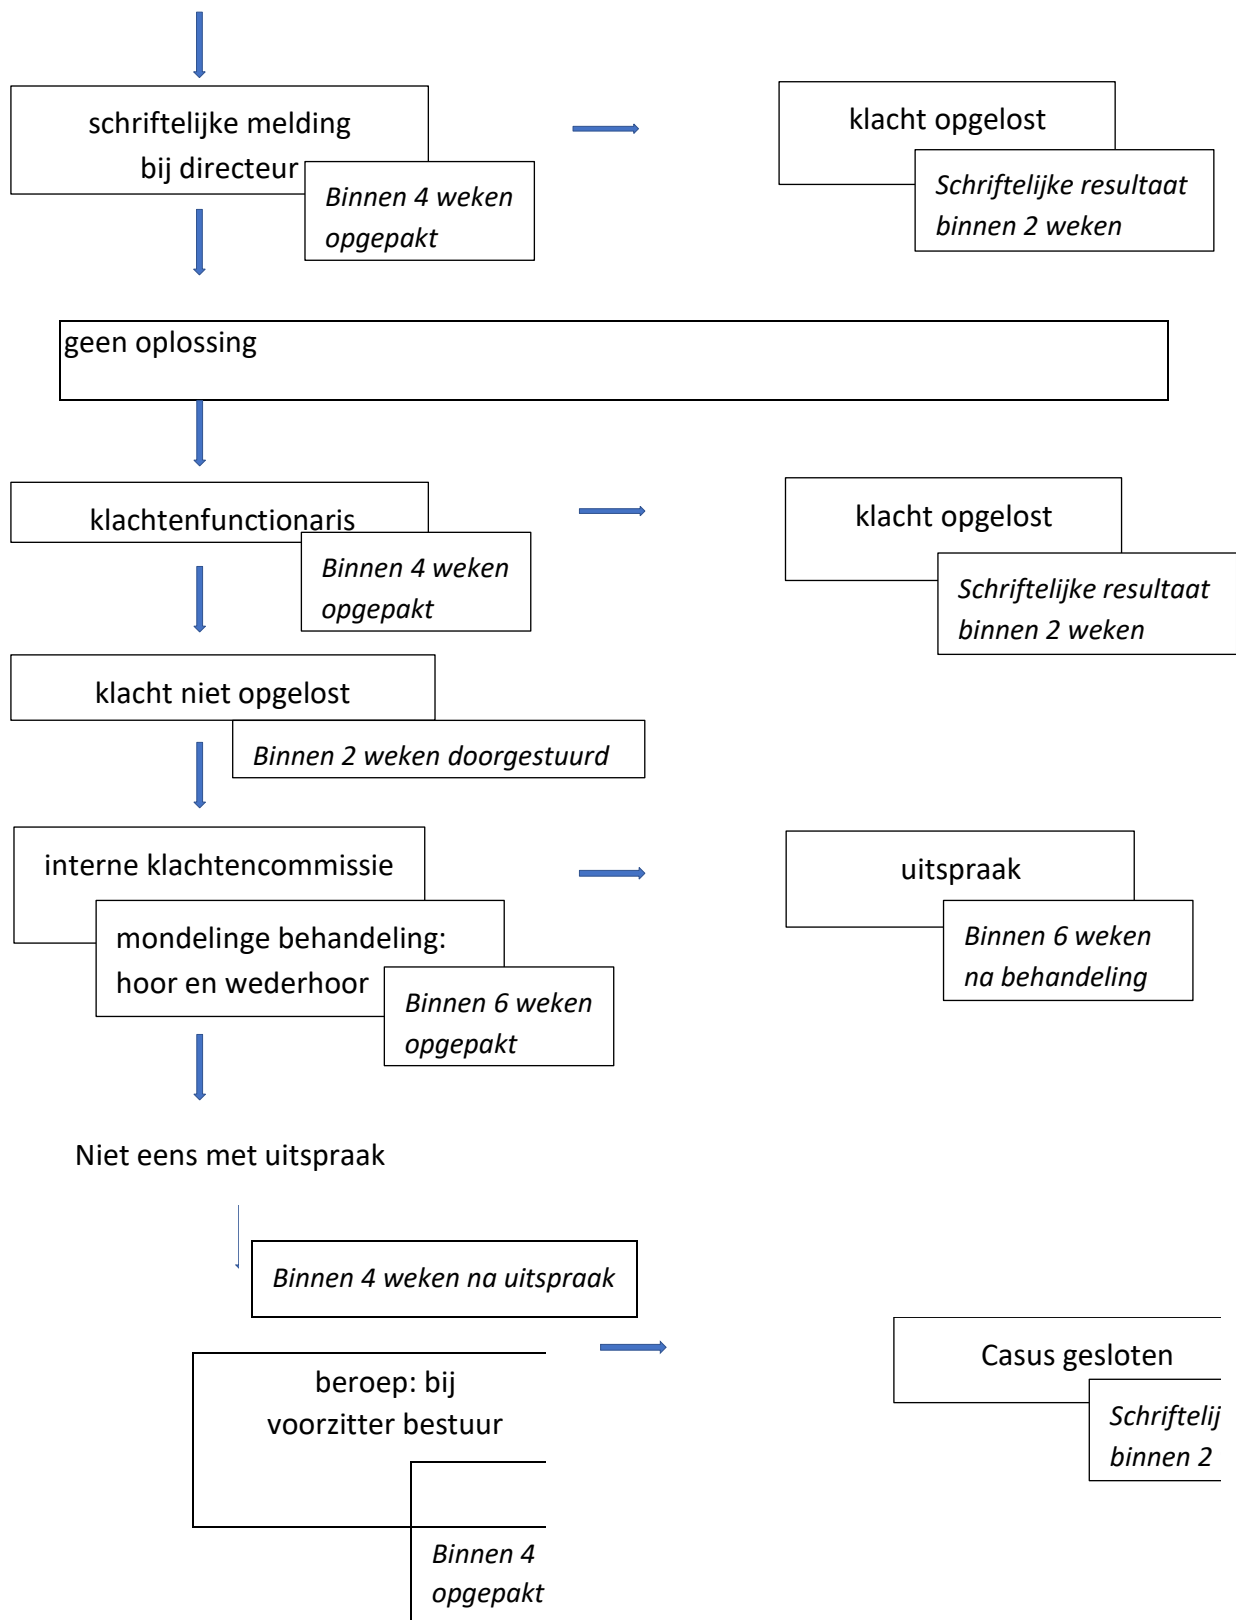 schriftelijke melding
bij directeur
Binnen 4 weken
opgepakt
klacht opgelost
Schriftelijke resultaat
binnen 2 weken
geen oplossing
klachtenfunctionaris
Binnen 4 weken
opgepakt
klacht opgelost
Schriftelijke resultaat
binnen 2 weken
klacht niet opgelost
Binnen 2 weken doorgestuurd
interne klachtencommissie
mondelinge behandeling:
hoor en wederhoor
Binnen 6 weken
opgepakt
uitspraak
Binnen 6 weken
na behandeling
Niet eens met uitspraak
Binnen 4 weken na uitspraak
beroep: bij
voorzitter bestuur
Binnen 4
opgepakt
Casus gesloten
Schriftelij
binnen 2